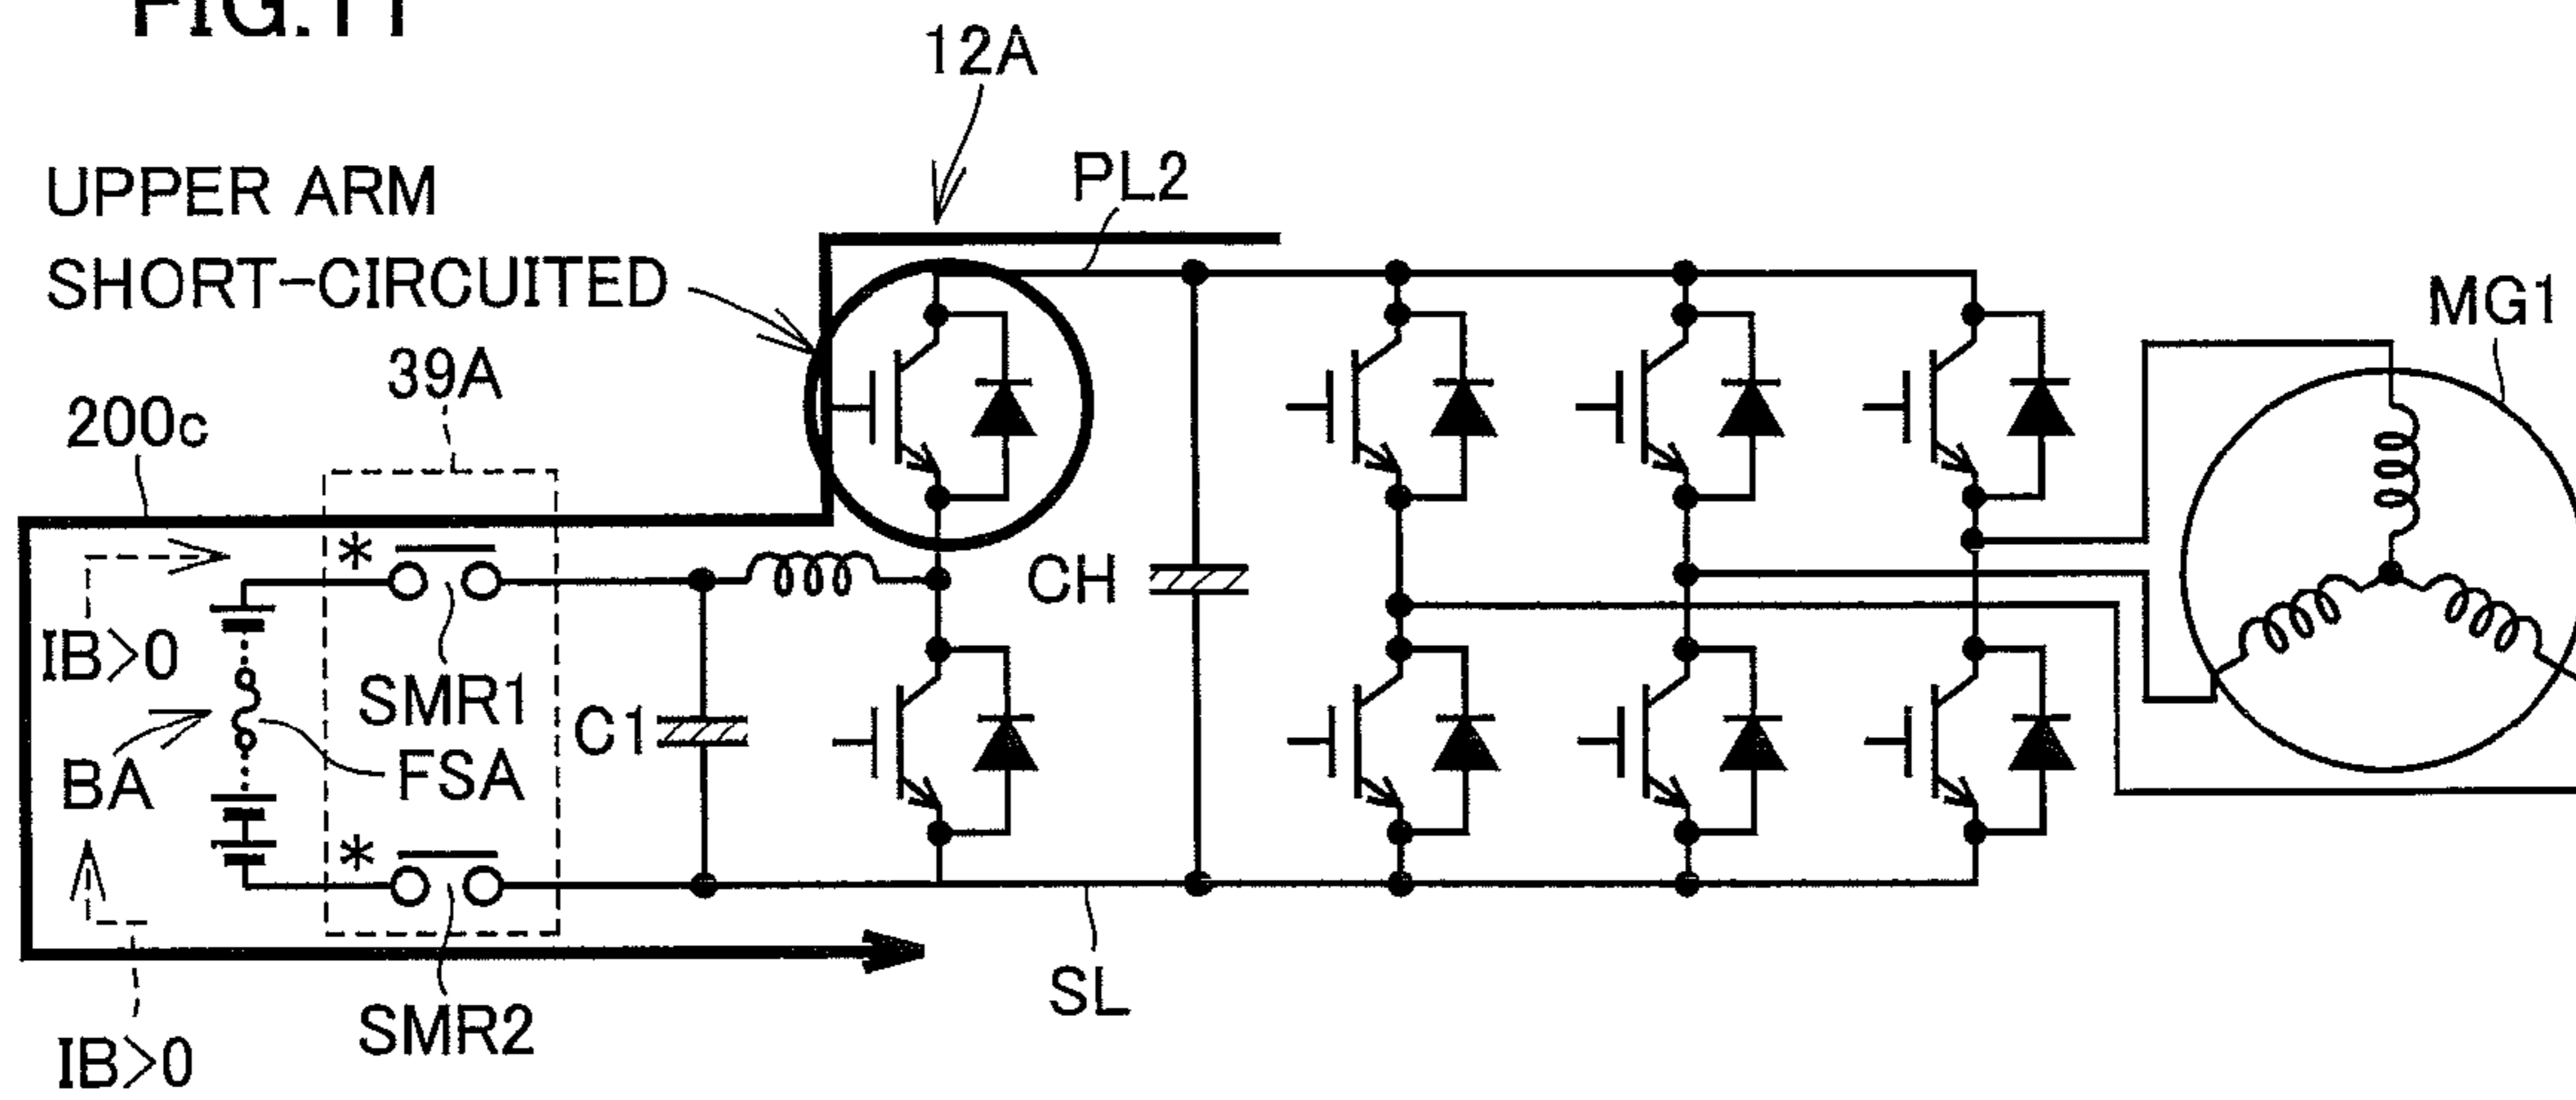 FIG.11
12A
UPPER ARM
SHORT-CIRCUITED
PL2
MG1
39A
200c
*
IB>0
SMR1
CH
C1
BA
FSA
*
SL
SMR2
IB>0